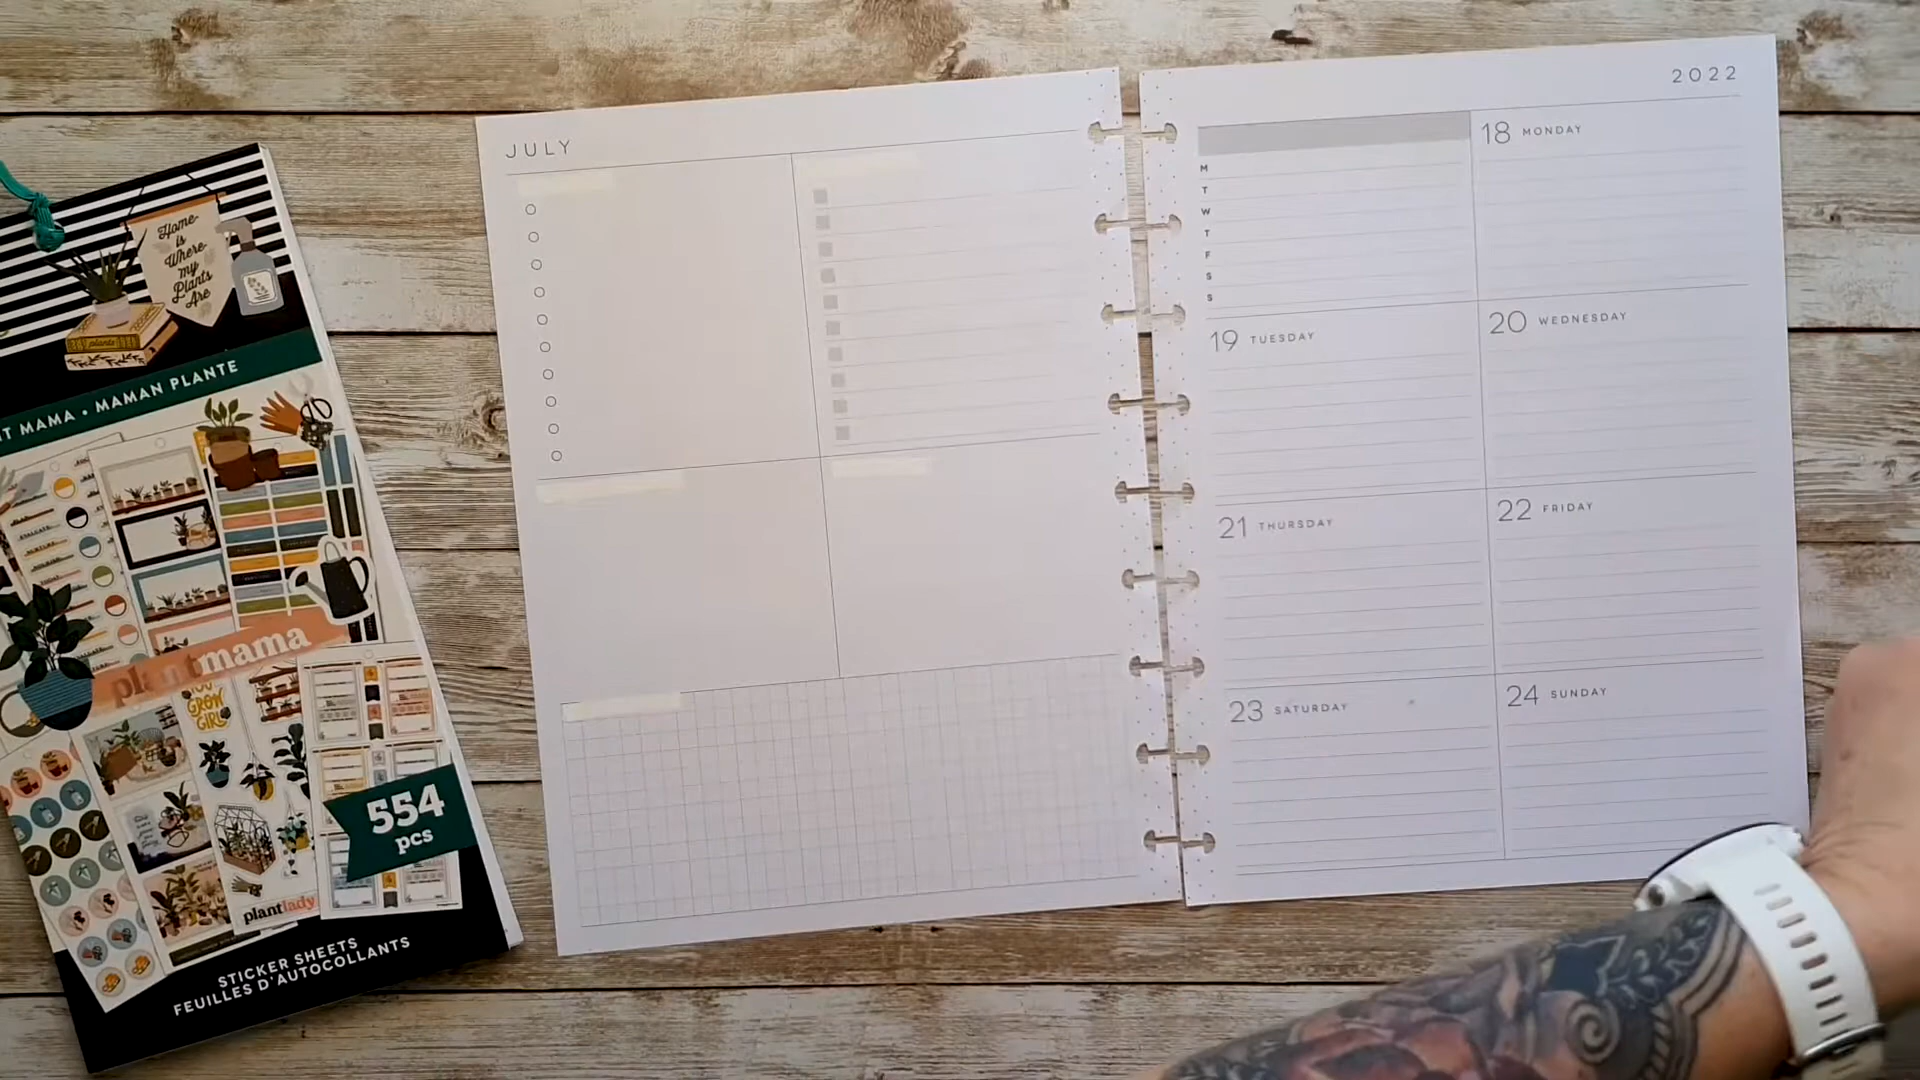 Home
is
Where
my
Plants
Are
plants
T MAMA • MAMAN PLANTE
plantmama
GROW
GIRL
plantlady
554
pcs
STICKER SHEETS
FEUILLES D'AUTOCOLLANTS
JULY
2022
M
T
W
T
F
S
S
18 MONDAY
19 TUESDAY
20 WEDNESDAY
21 THURSDAY
22 FRIDAY
23 SATURDAY
24 SUNDAY